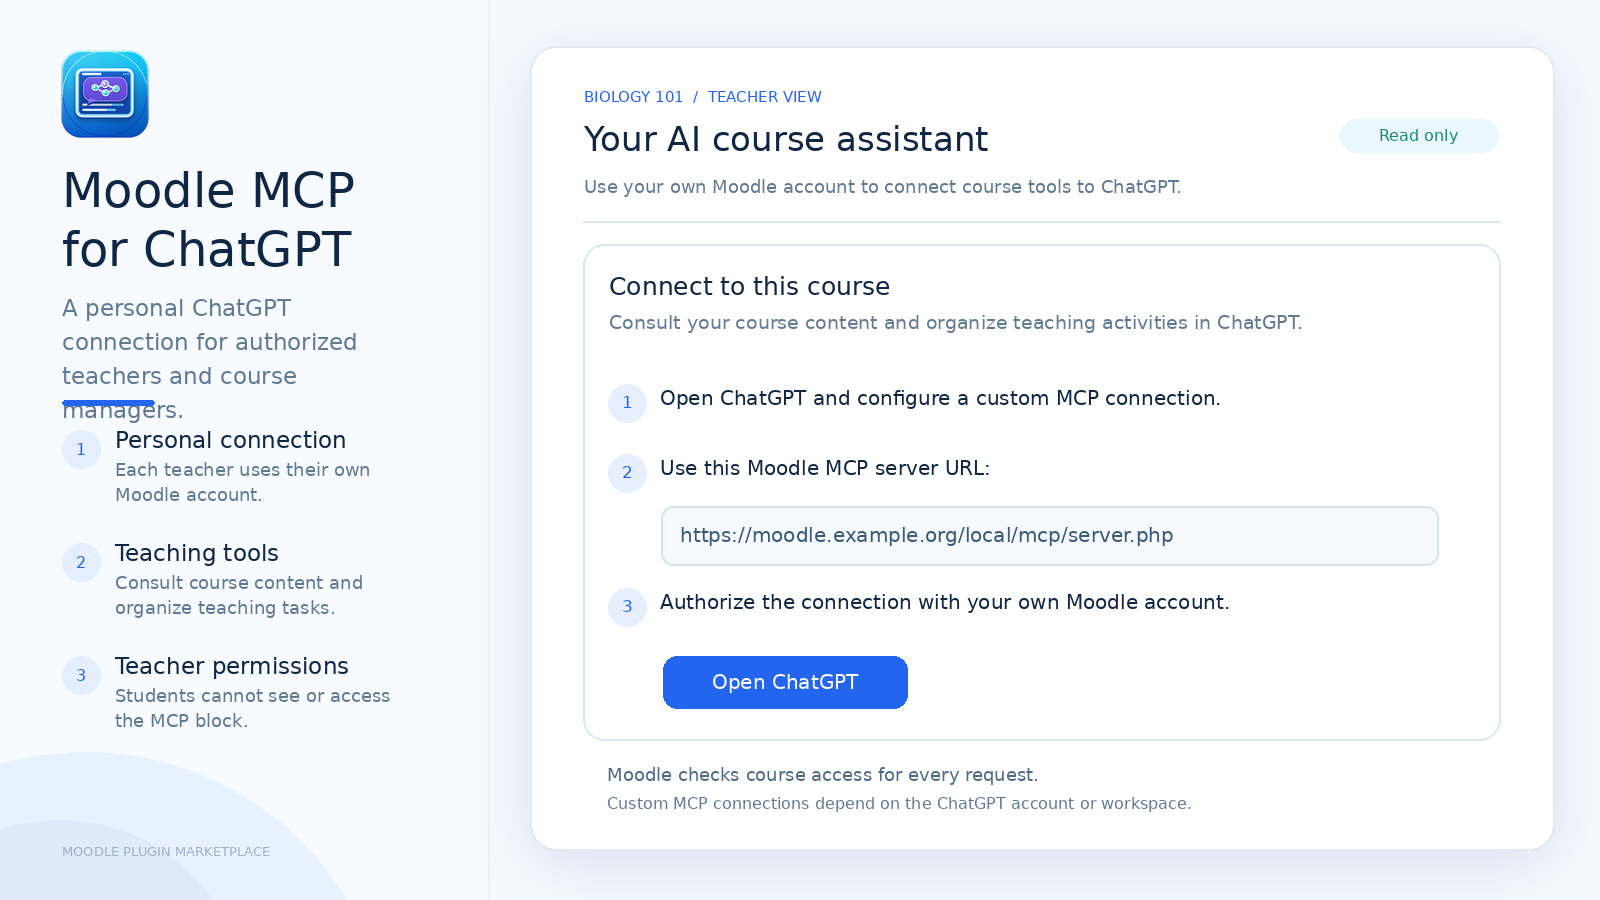 Moodle MCP
for ChatGPT
A personal ChatGPT
connection for authorized
teachers and course
managers.
1
Personal connection
Each teacher uses their own
Moodle account.
2
Teaching tools
Consult course content and
organize teaching tasks.
3
Teacher permissions
Students cannot see or access
the MCP block.
MOODLE PLUGIN MARKETPLACE
BIOLOGY 101 / TEACHER VIEW
Your AI course assistant
Read only
Use your own Moodle account to connect course tools to ChatGPT.
Connect to this course
Consult your course content and organize teaching activities in ChatGPT.
1 Open ChatGPT and configure a custom MCP connection.
2 Use this Moodle MCP server URL:
https://moodle.example.org/local/mcp/server.php
3 Authorize the connection with your own Moodle account.
Open ChatGPT
Moodle checks course access for every request.
Custom MCP connections depend on the ChatGPT account or workspace.